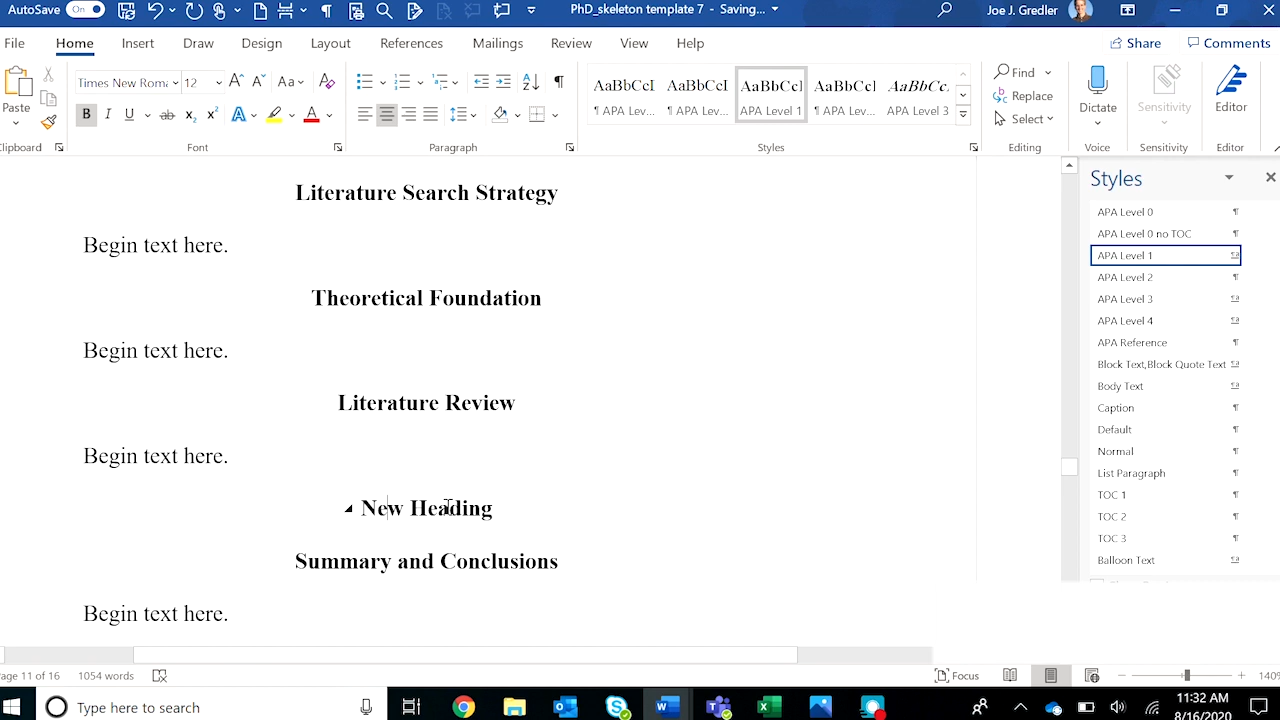 AutoSave On PhD_skeleton template 7 - Saving... Joe J. Gredler
File Home Insert Draw Design Layout References Mailings Review View Help Share Comments
Times New Roma 12 Aa
AaBbCcI AaBbCcI AaBbCcI AaBbCcI AaBbCc.
¶ APA Lev... ¶ APA Lev... APA Level 1 ¶ APA Lev... APA Level 3
Find
Replace
Select
Paste
Dictate
Sensitivity
Editor
Clipboard Font Paragraph Styles Editing Voice Sensitivity Editor
Literature Search Strategy
Begin text here.
Theoretical Foundation
Begin text here.
Literature Review
Begin text here.
New Heading
Summary and Conclusions
Begin text here.
Styles
APA Level 0
APA Level 0 no TOC
APA Level 1
APA Level 2
APA Level 3
APA Level 4
APA Reference
Block Text,Block Quote Text
Body Text
Caption
Default
Normal
List Paragraph
TOC 1
TOC 2
TOC 3
Balloon Text
age 11 of 16 1054 words Focus 140%
Type here to search
11:32 AM
8/16/2020